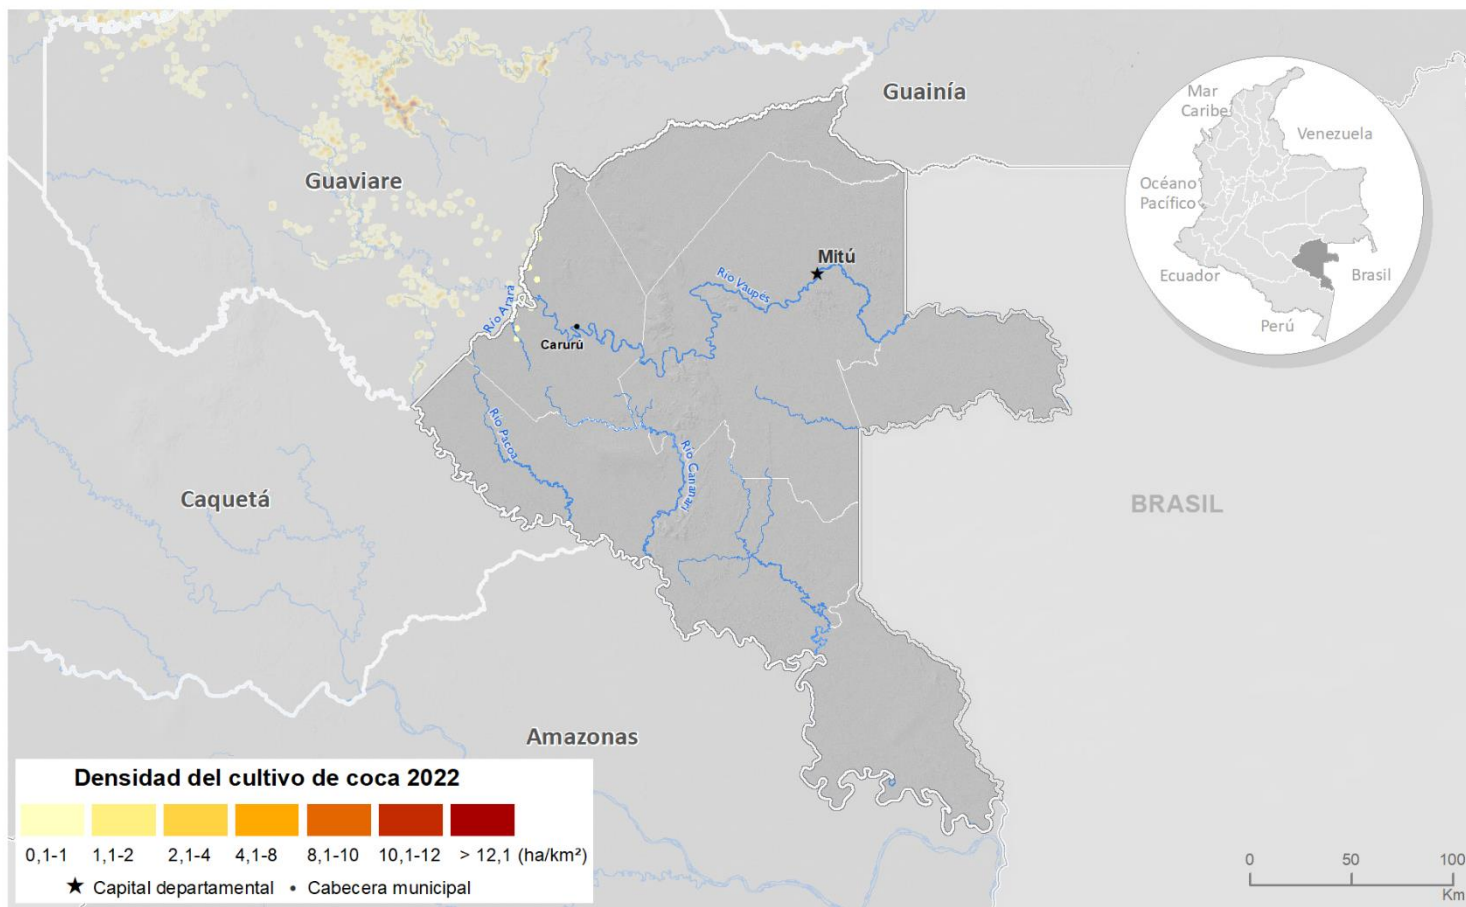 Guainía
Mar
Caribe
Venezuela
Guaviare
Océano
Pacífico
Mitú
Río Vaupés
Ecuador
Brasil
Río Arará
Perú
Carurú
Río Pacoa
Río Cananarí
Caquetá
BRASIL
Amazonas
Densidad del cultivo de coca 2022
0,1-1 1,1-2 2,1-4 4,1-8 8,1-10 10,1-12 > 12,1 (ha/km²)
Capital departamental Cabecera municipal
0 50 100
Km